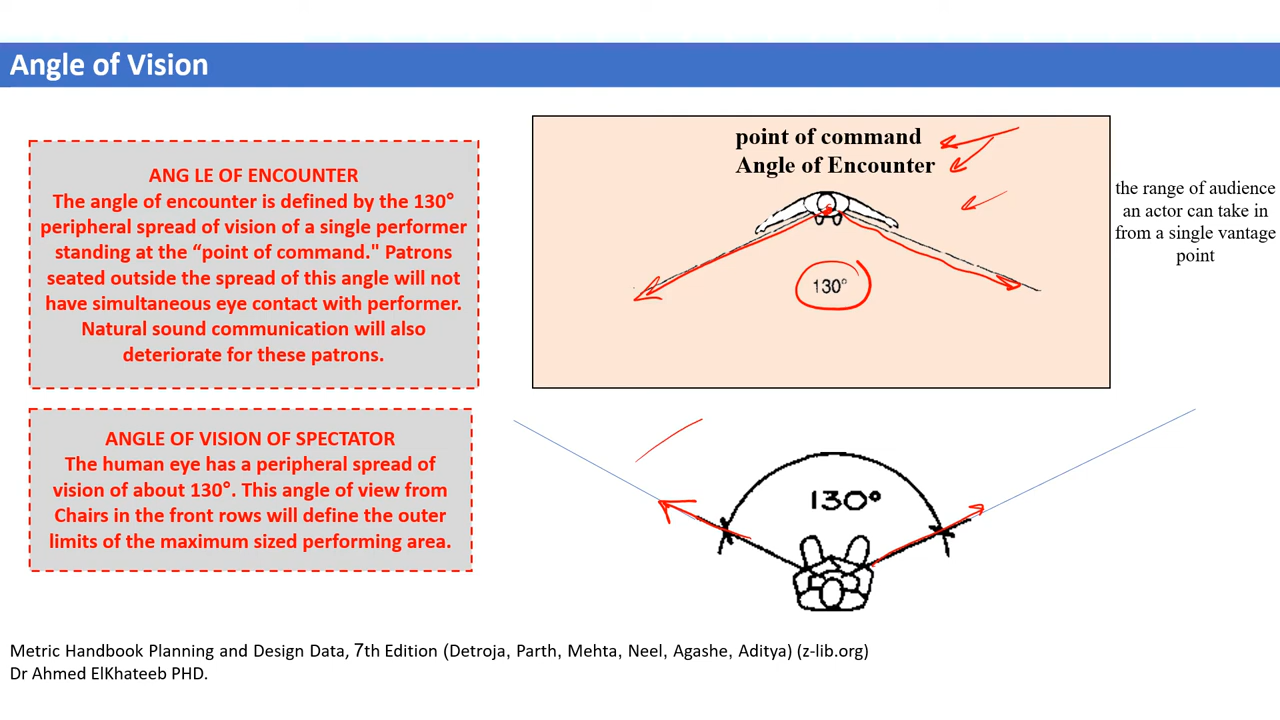 Angle of Vision
ANG LE OF ENCOUNTER
The angle of encounter is defined by the 130°
peripheral spread of vision of a single performer
standing at the “point of command." Patrons
seated outside the spread of this angle will not
have simultaneous eye contact with performer.
Natural sound communication will also
deteriorate for these patrons.
point of command
Angle of Encounter
130°
the range of audience
an actor can take in
from a single vantage
point
ANGLE OF VISION OF SPECTATOR
The human eye has a peripheral spread of
vision of about 130°. This angle of view from
Chairs in the front rows will define the outer
limits of the maximum sized performing area.
130°
Metric Handbook Planning and Design Data, 7th Edition (Detroja, Parth, Mehta, Neel, Agashe, Aditya) (z-lib.org)
Dr Ahmed ElKhateeb PHD.